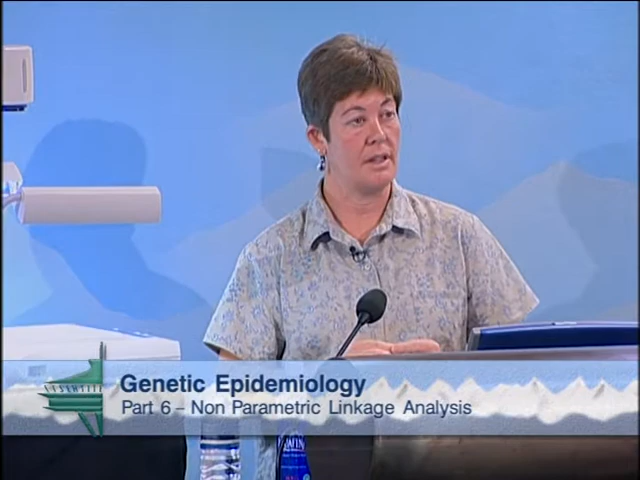 Genetic Epidemiology
Part 6 – Non Parametric Linkage Analysis